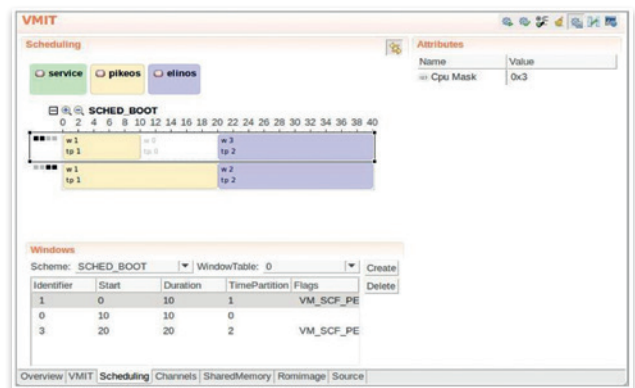 VMIT
Scheduling
service pikeos elinos
SCHED_BOOT
0 2 4 6 8 10 12 14 16 18 20 22 24 26 28 30 32 34 36 38 40
w 1 w 0 w 3
tp 1 tp 0 tp 2
w 1 w 2
tp 1 tp 2
Attributes
Name Value
Cpu Mask 0x3
Windows
Scheme: SCHED_BOOT WindowTable: 0 Create
Identifier Start Duration TimePartition Flags Delete
1 0 10 1 VM_SCF_PE
0 10 10 0
3 20 20 2 VM_SCF_PE
Overview VMIT Scheduling Channels SharedMemory Romimage Source